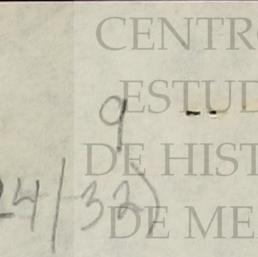 CENTRO
ESTUD
9
DE HIST
24/32)
DE ME